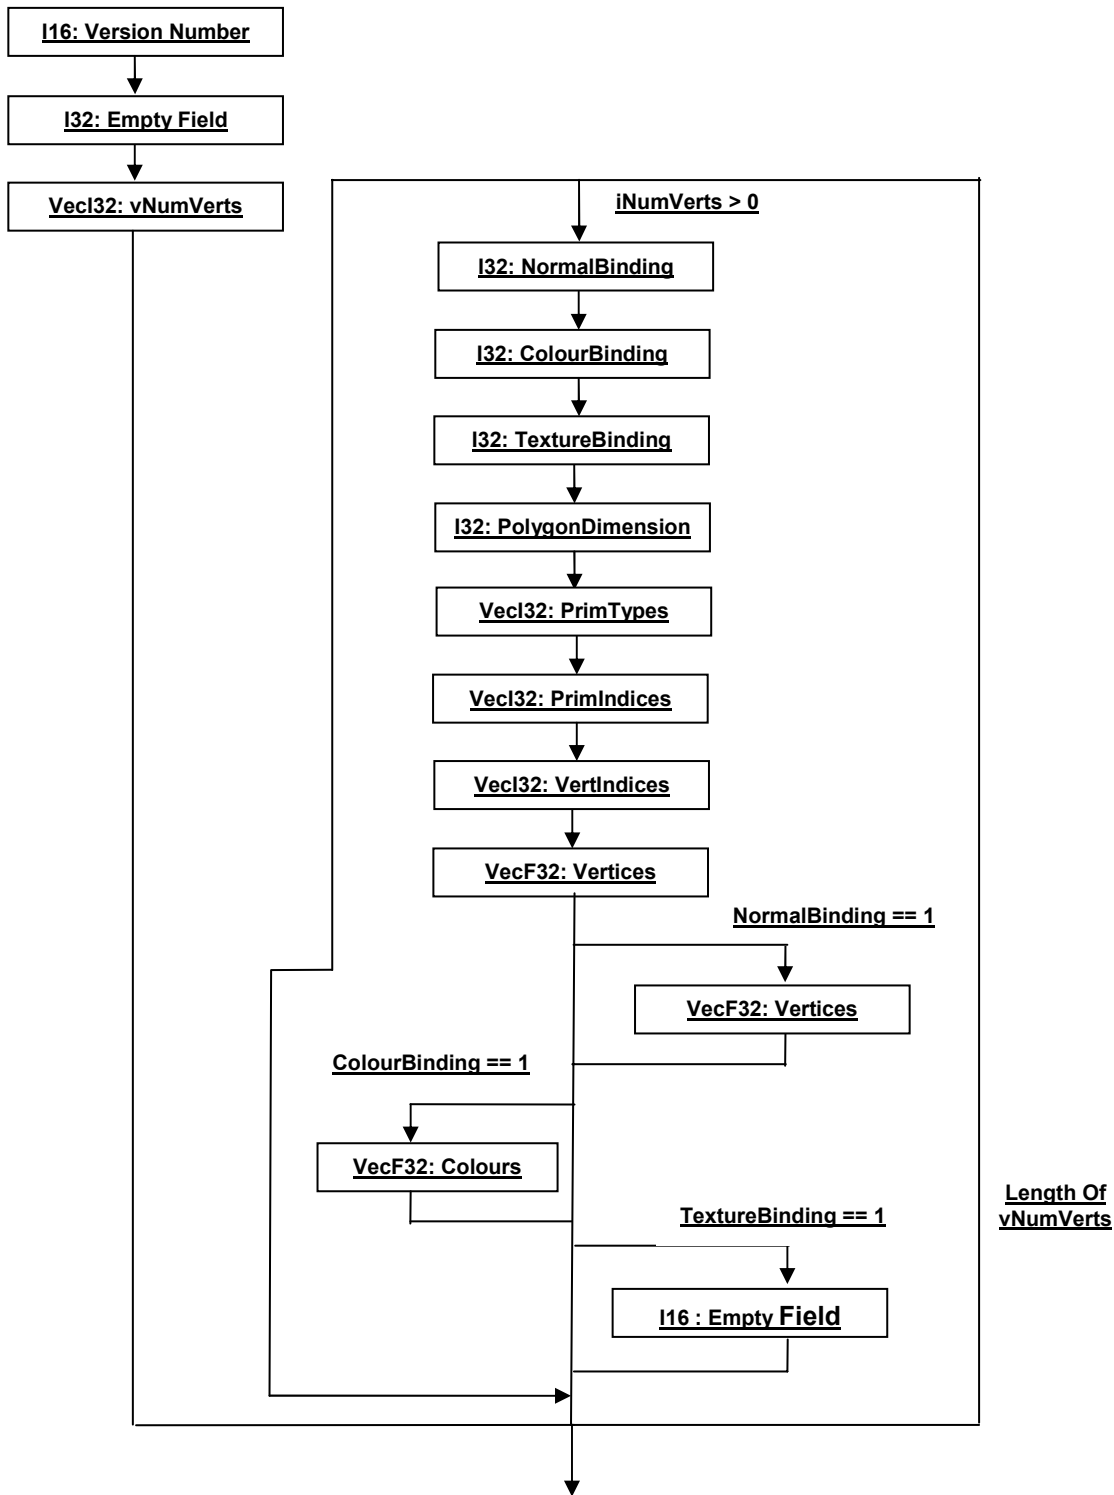 I16: Version Number
I32: Empty Field
VecI32: vNumVerts
iNumVerts > 0
I32: NormalBinding
I32: ColourBinding
I32: TextureBinding
I32: PolygonDimension
VecI32: PrimTypes
VecI32: PrimIndices
VecI32: VertIndices
VecF32: Vertices
NormalBinding == 1
VecF32: Vertices
ColourBinding == 1
VecF32: Colours
Length Of
vNumVerts
TextureBinding == 1
I16 : Empty Field